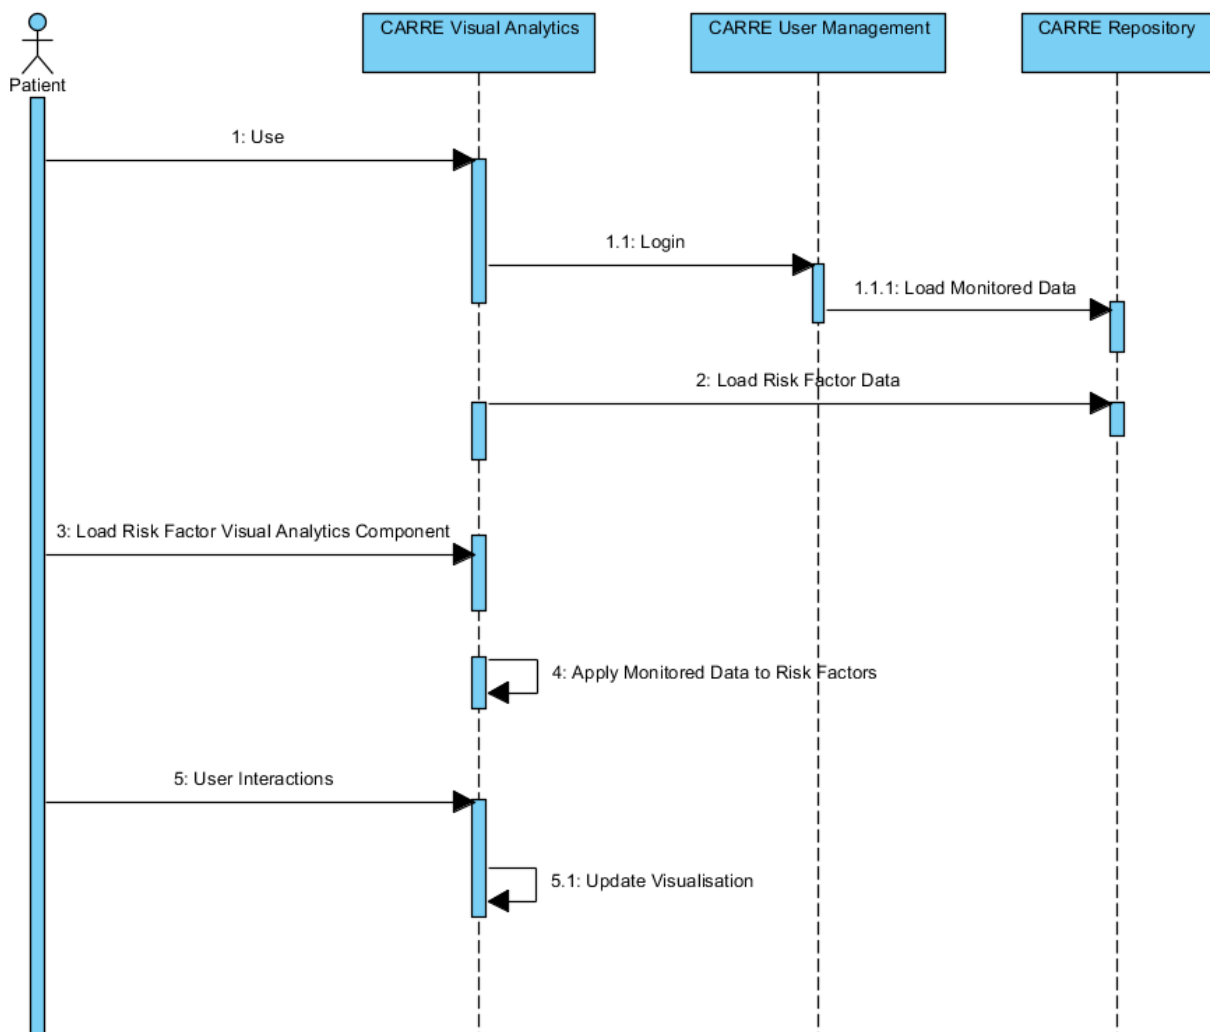 CARRE Visual Analytics
CARRE User Management
CARRE Repository
Patient
1: Use
1.1: Login
1.1.1: Load Monitored Data
2: Load Risk Factor Data
3: Load Risk Factor Visual Analytics Component
4: Apply Monitored Data to Risk Factors
5: User Interactions
5.1: Update Visualisation